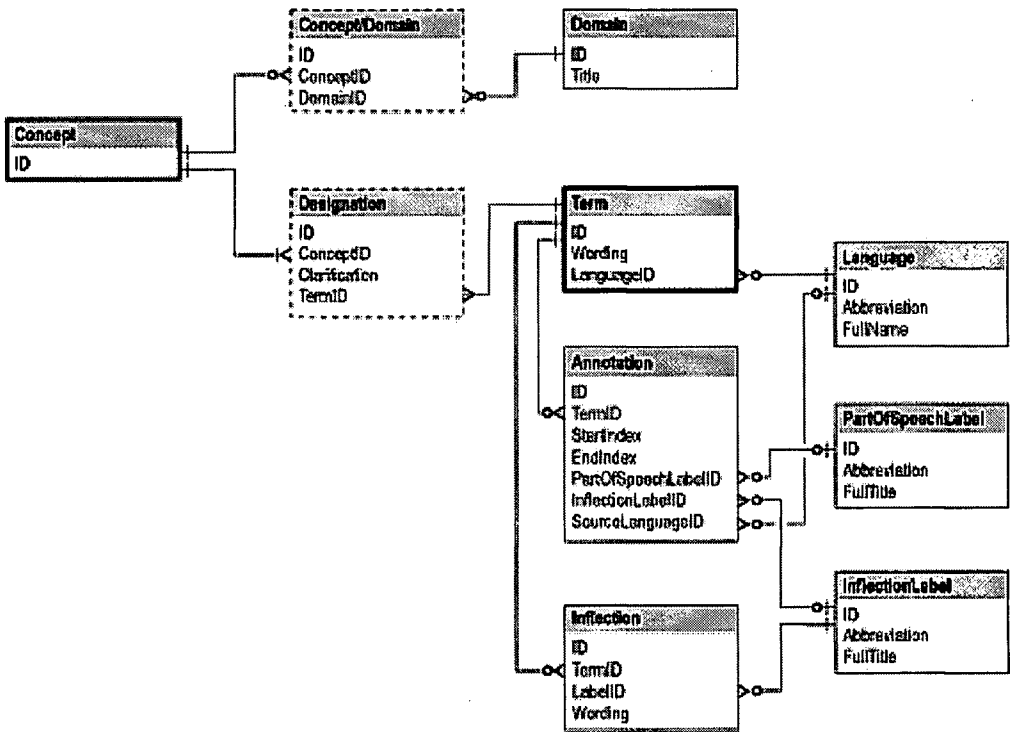 Concept/Domain
ID
ConceptID
DomainID
Domain
ID
Title
Concept
ID
Designation
ID
ConceptID
Clarification
TermID
Term
ID
Wording
LanguageID
Language
ID
Abbreviation
FullName
Annotation
ID
TermID
StartIndex
EndIndex
PartOfSpeechLabelID
InflectionLabelID
SourceLanguageID
PartOfSpeechLabel
ID
Abbreviation
FullTitle
InflectionLabel
ID
Abbreviation
FullTitle
Inflection
ID
TermID
LabelID
Wording